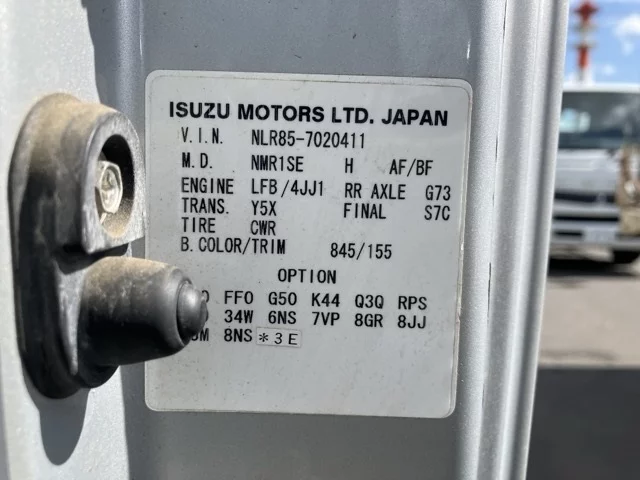 ISUZU MOTORS LTD. JAPAN
V.I.N. NLR85-7020411
M.D. NMR1SE H AF/BF
ENGINE LFB/4JJ1 RR AXLE G73
TRANS. Y5X FINAL S7C
TIRE CWR
B.COLOR/TRIM 845/155
OPTION
FF0 G50 K44 Q3Q RPS
34W 6NS 7VP 8GR 8JJ
8NS *3E